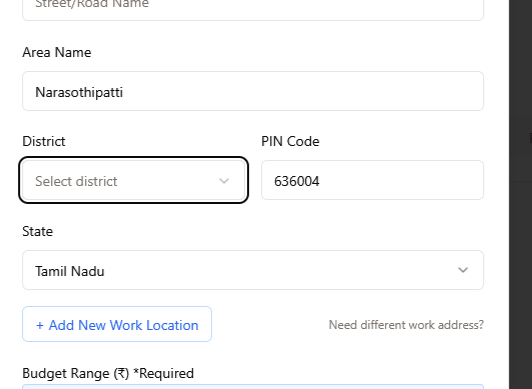 Street/Road Name
Area Name
Narasothipatti
District
PIN Code
Select district
636004
State
Tamil Nadu
+ Add New Work Location
Need different work address?
Budget Range (₹) *Required